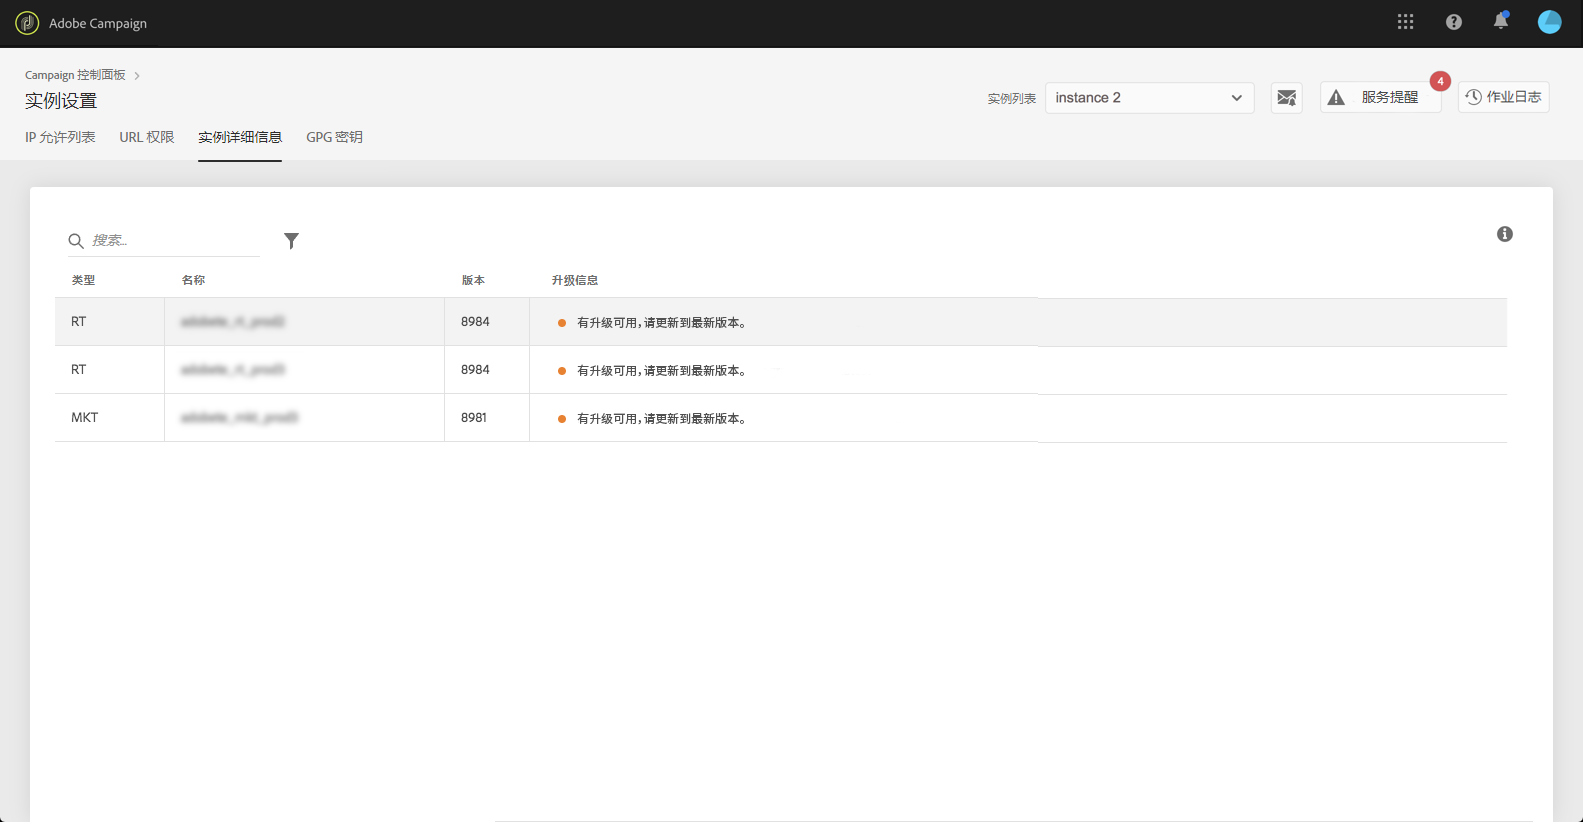 Adobe Campaign
Campaign 控制面板
实例设置
实例列表
instance 2
服务提醒
4
作业日志
IP 允许列表
URL 权限
实例详细信息
GPG 密钥
搜索...
类型 名称 版本 升级信息
RT 8984 有升级可用，请更新到最新版本。
RT 8984 有升级可用，请更新到最新版本。
MKT 8981 有升级可用，请更新到最新版本。